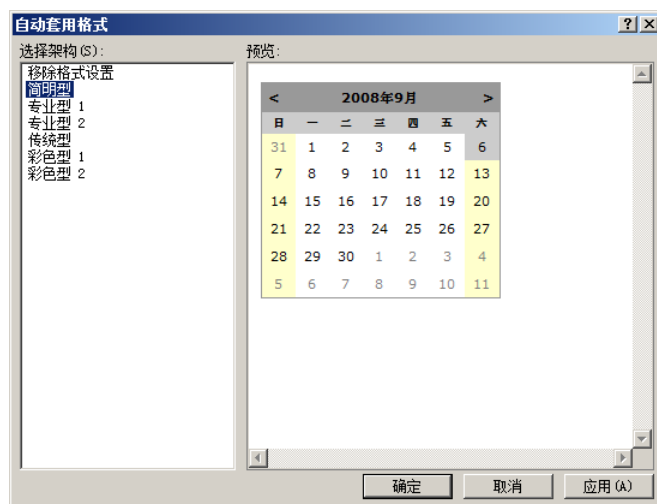 自动套用格式
选择架构(S):
移除格式设置
简明型
专业型 1
专业型 2
传统型
彩色型 1
彩色型 2
预览:
< 2008年9月 >
日 一 二 三 四 五 六
31 1 2 3 4 5 6
7 8 9 10 11 12 13
14 15 16 17 18 19 20
21 22 23 24 25 26 27
28 29 30 1 2 3 4
5 6 7 8 9 10 11
确定 取消 应用(A)